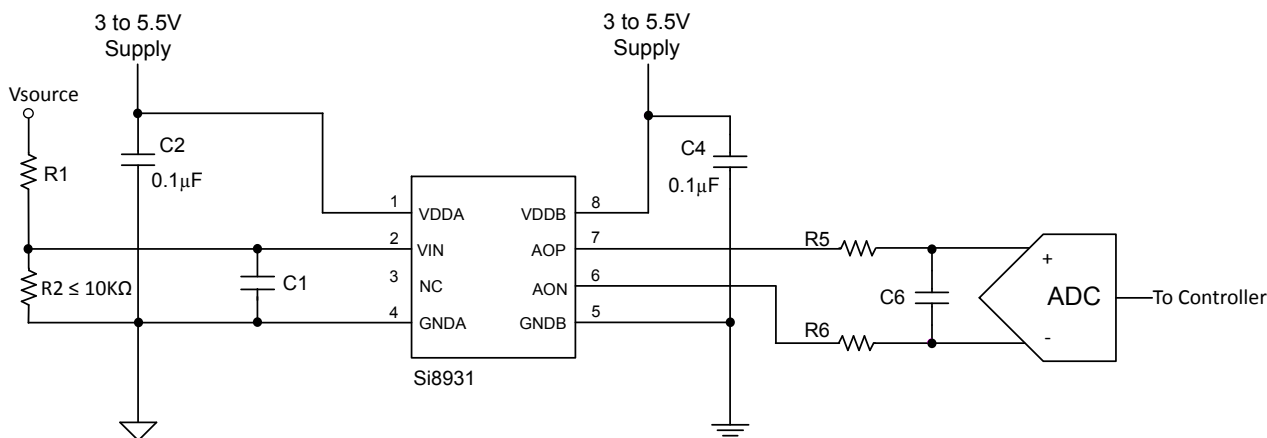 3 to 5.5V
Supply
3 to 5.5V
Supply
Vsource
C2
0.1μF
C4
0.1μF
R1
1
VDDA
VDDB
8
2
VIN
AOP
7
R5
3
NC
AON
6
R2 ≤ 10KΩ
C1
4
GNDA
GNDB
5
R6
C6
+
-
ADC
To Controller
Si8931